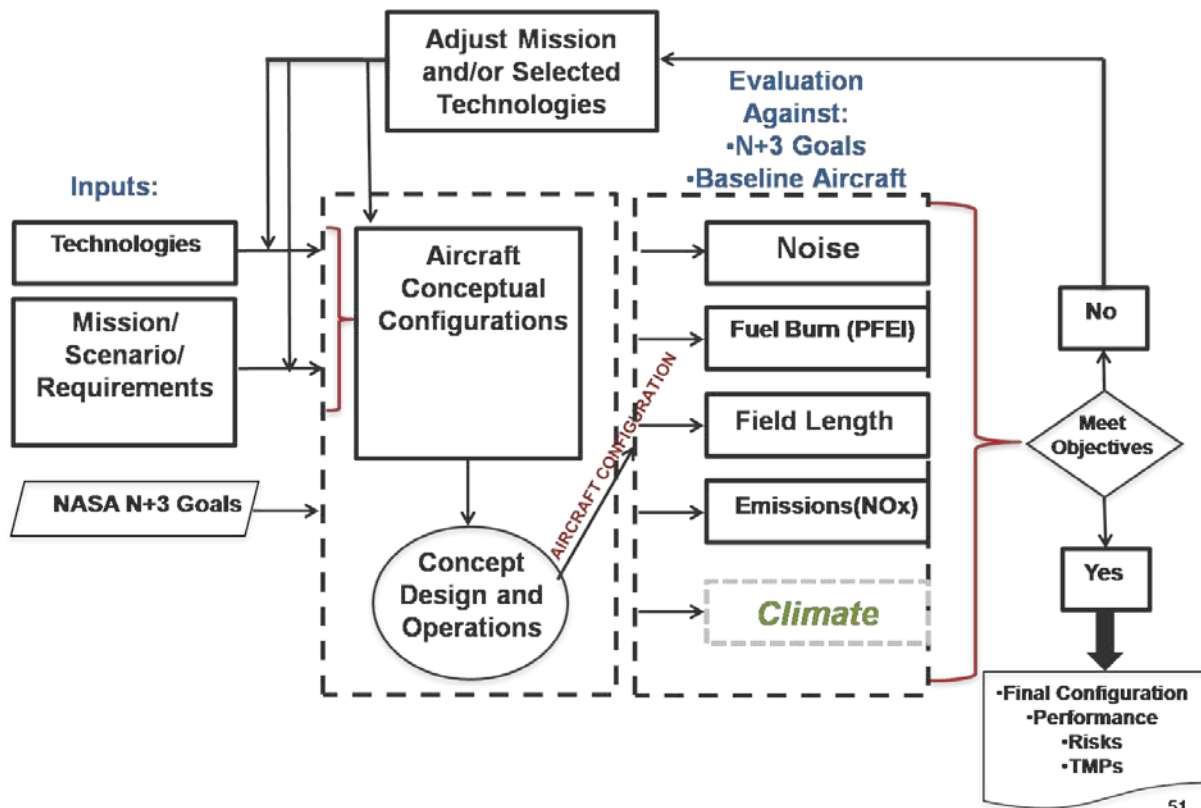 Adjust Mission
and/or Selected
Technologies
Evaluation
Against:
•N+3 Goals
•Baseline Aircraft
Inputs:
Technologies
Mission/
Scenario/
Requirements
NASA N+3 Goals
Aircraft
Conceptual
Configurations
Concept
Design and
Operations
AIRCRAFT CONFIGURATION
Noise
Fuel Burn (PFEI)
Field Length
Emissions(NOx)
Climate
No
Meet
Objectives
Yes
•Final Configuration
•Performance
•Risks
•TMPs
51